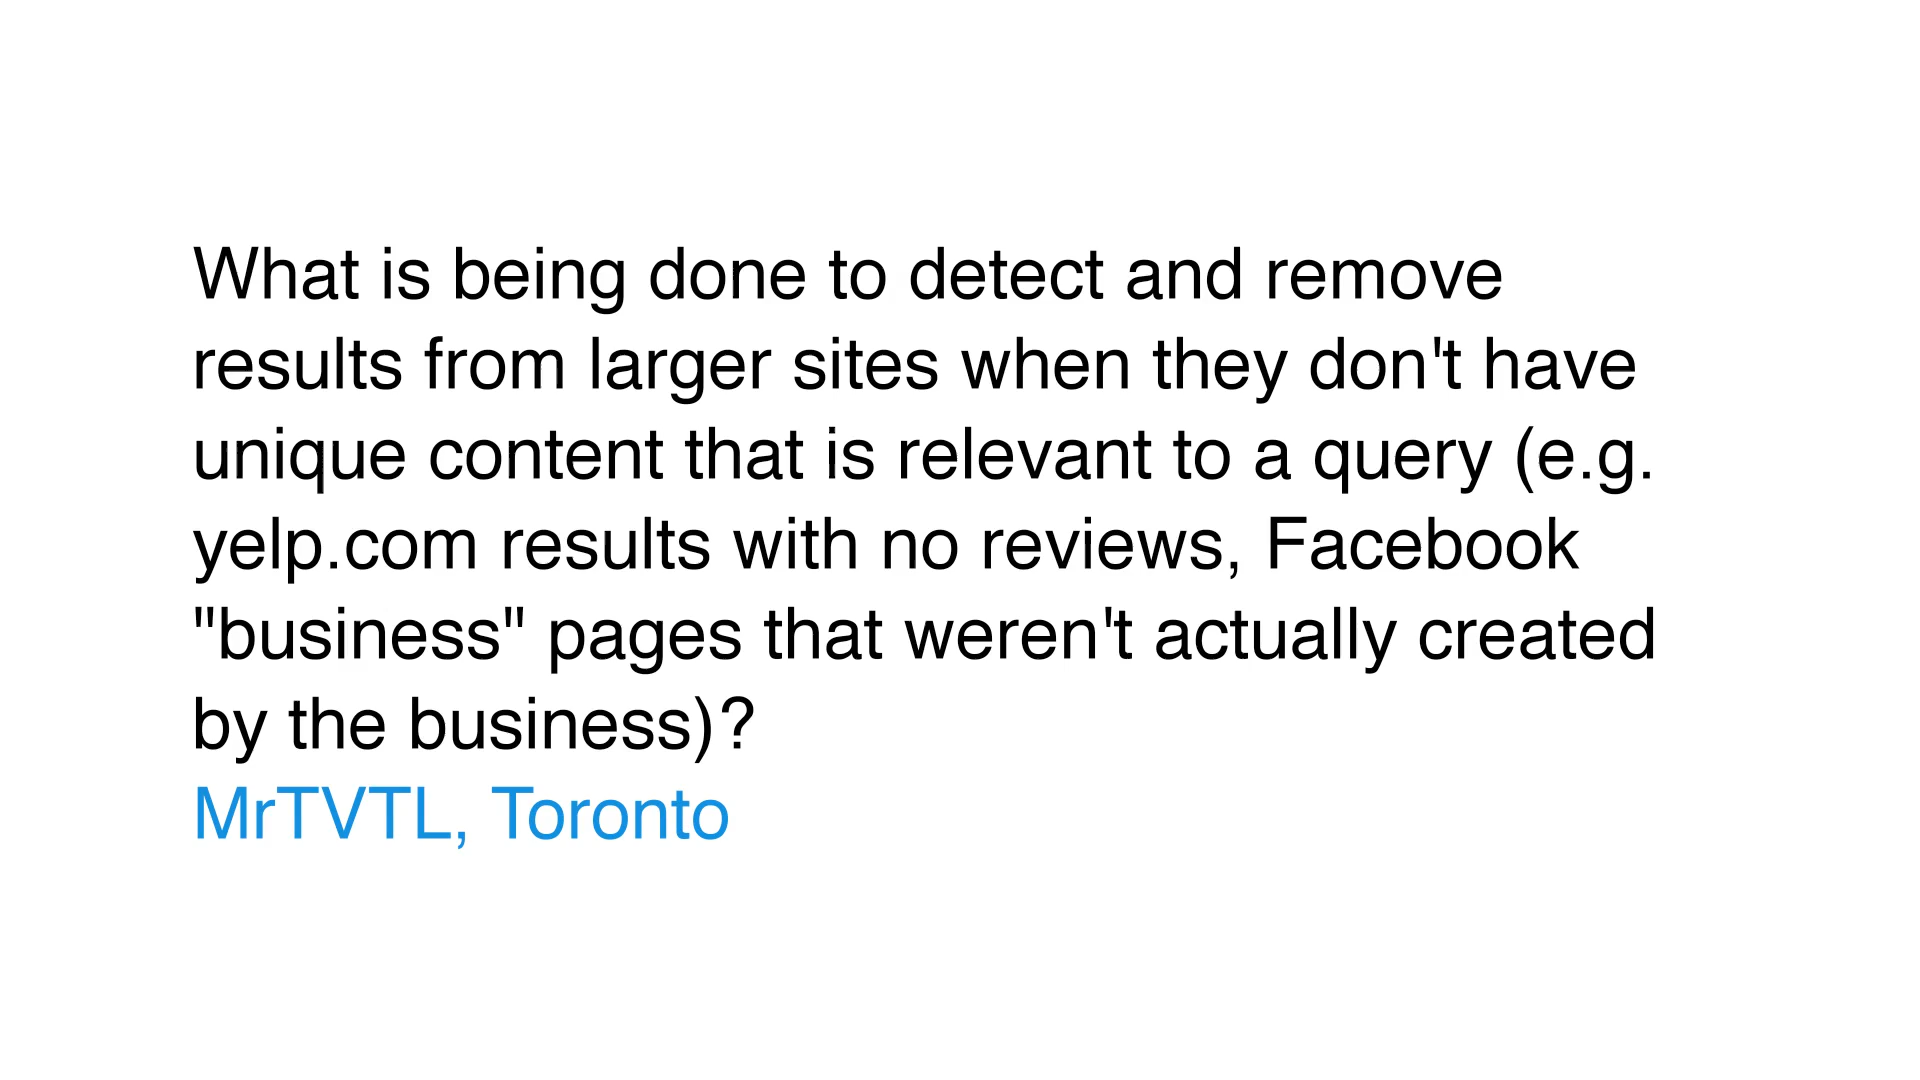 What is being done to detect and remove
results from larger sites when they don't have
unique content that is relevant to a query (e.g.
yelp.com results with no reviews, Facebook
"business" pages that weren't actually created
by the business)?
MrTVTL, Toronto